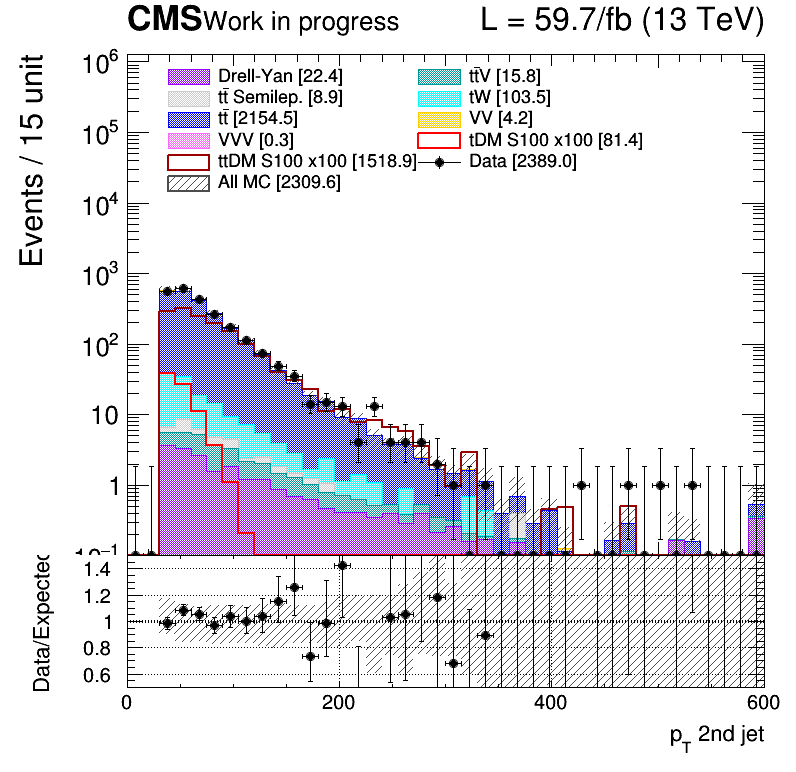 CMS Work in progress L = 59.7/fb (13 TeV)
Events / 15 unit
10⁶
10⁵
10⁴
10³
10²
10
1
10⁻¹
Drell-Yan [22.4] tt̄V [15.8]
tt̄ Semilep. [8.9] tW [103.5]
tt̄ [2154.5] VV [4.2]
VVV [0.3] tDM S100 x100 [81.4]
ttDM S100 x100 [1518.9] Data [2389.0]
All MC [2309.6]
Data/Expected
1.4
1.2
1
0.8
0.6
0 200 400 600
p_T 2nd jet